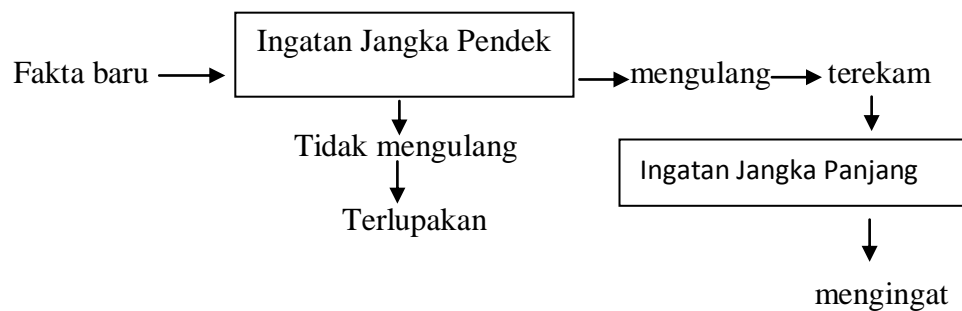 Ingatan Jangka Pendek
Fakta baru
mengulang
terekam
Tidak mengulang
Ingatan Jangka Panjang
Terlupakan
mengingat